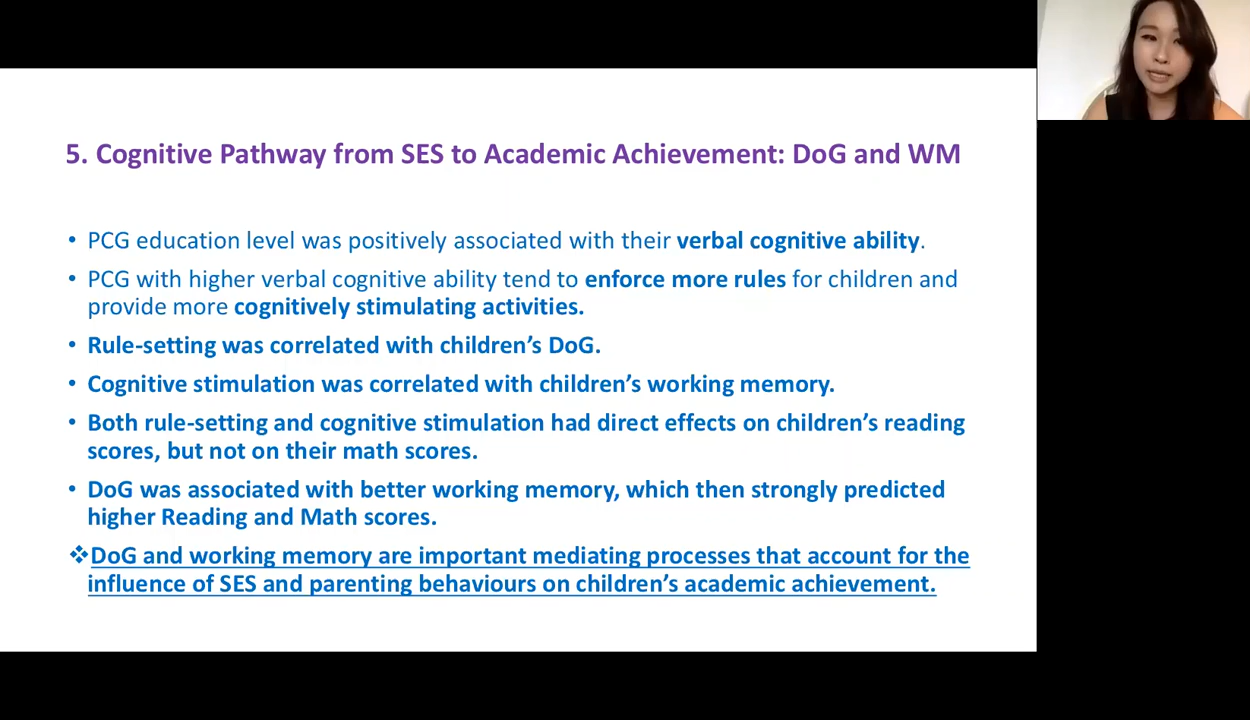 5. Cognitive Pathway from SES to Academic Achievement: DoG and WM
• PCG education level was positively associated with their verbal cognitive ability.
• PCG with higher verbal cognitive ability tend to enforce more rules for children and
provide more cognitively stimulating activities.
• Rule-setting was correlated with children’s DoG.
• Cognitive stimulation was correlated with children’s working memory.
• Both rule-setting and cognitive stimulation had direct effects on children’s reading
scores, but not on their math scores.
• DoG was associated with better working memory, which then strongly predicted
higher Reading and Math scores.
❖DoG and working memory are important mediating processes that account for the
influence of SES and parenting behaviours on children’s academic achievement.